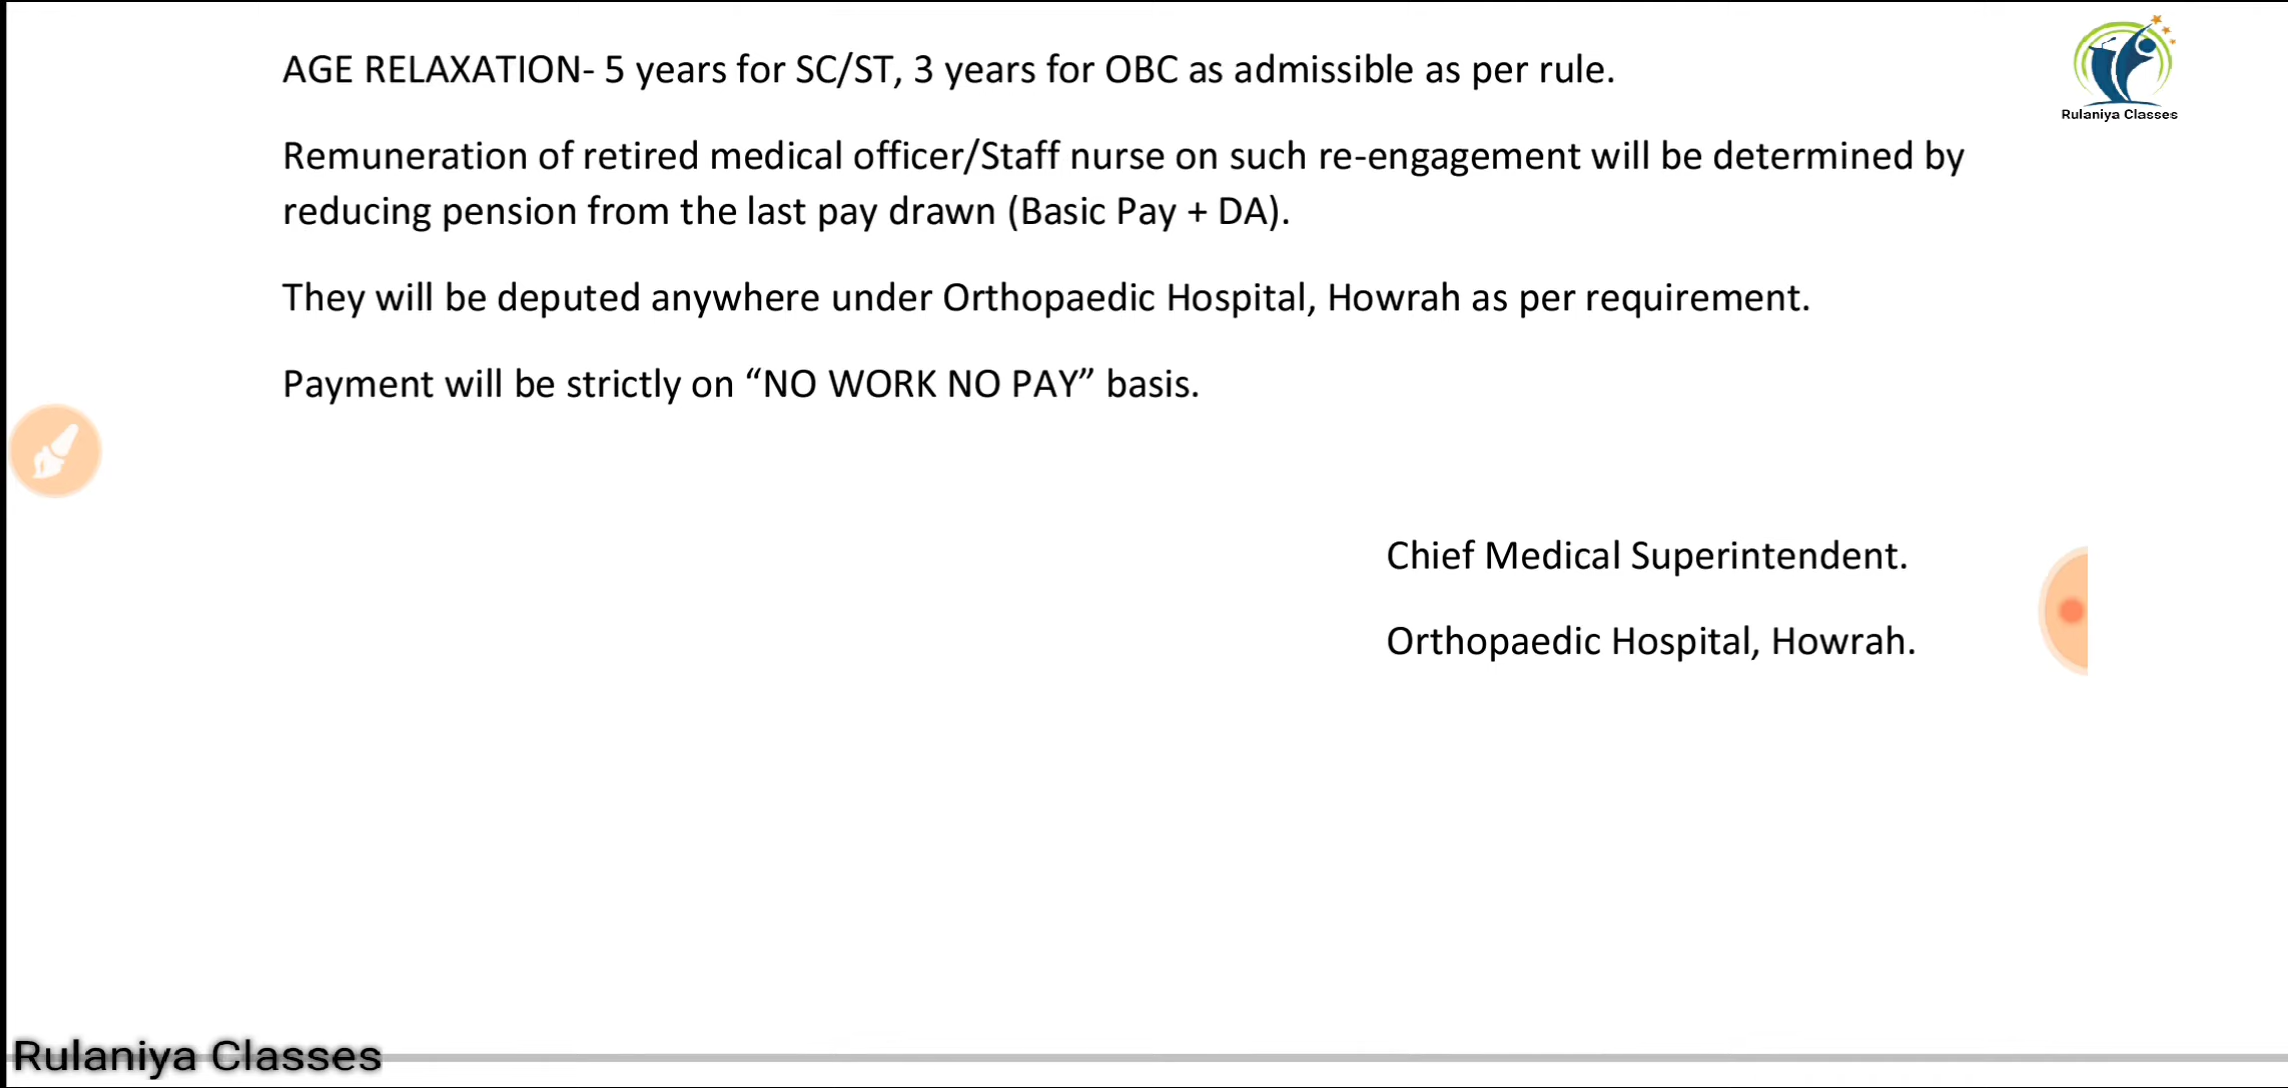 AGE RELAXATION- 5 years for SC/ST, 3 years for OBC as admissible as per rule.
Rulaniya Classes
Remuneration of retired medical officer/Staff nurse on such re-engagement will be determined by
reducing pension from the last pay drawn (Basic Pay + DA).
They will be deputed anywhere under Orthopaedic Hospital, Howrah as per requirement.
Payment will be strictly on “NO WORK NO PAY” basis.
Chief Medical Superintendent.
Orthopaedic Hospital, Howrah.
Rulaniya Classes